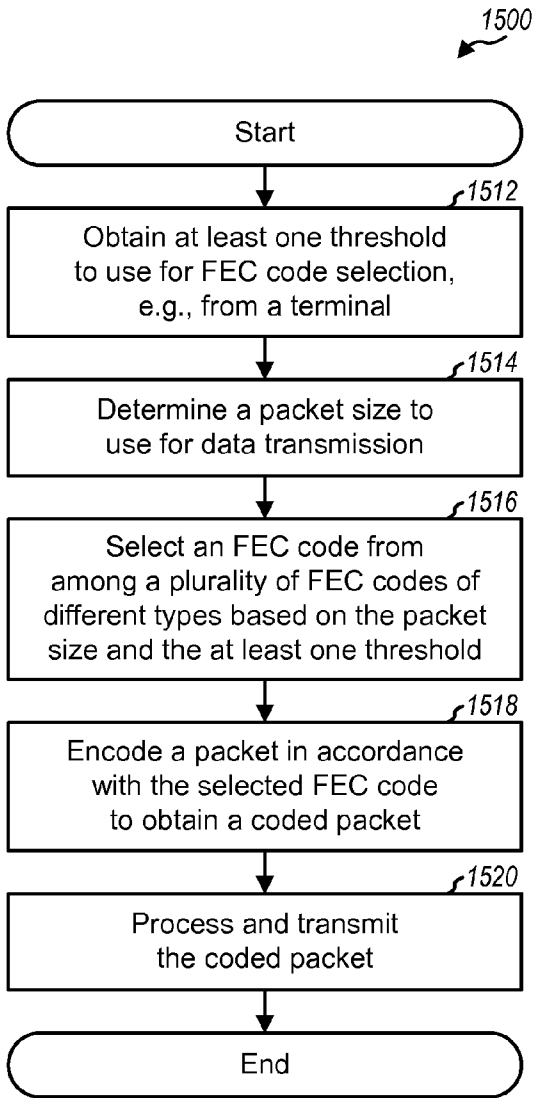 1500
Start
1512
Obtain at least one threshold
to use for FEC code selection,
e.g., from a terminal
1514
Determine a packet size to
use for data transmission
1516
Select an FEC code from
among a plurality of FEC codes of
different types based on the packet
size and the at least one threshold
1518
Encode a packet in accordance
with the selected FEC code
to obtain a coded packet
1520
Process and transmit
the coded packet
End